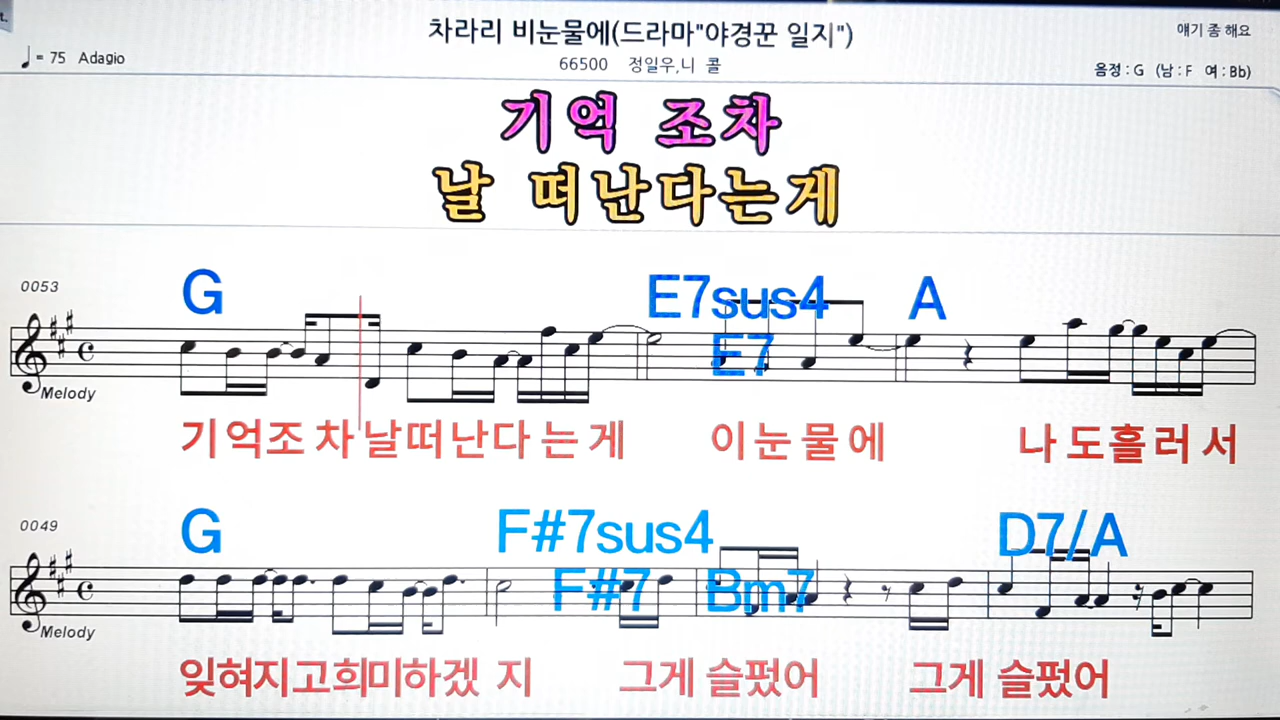 t.
차라리 비눈물에(드라마"야경꾼 일지")
얘기 좀 해요
♩ = 75 Adagio
66500 정일우,니 콜
음정 : G (남 : F 여 : Bb)
기억 조차
날 떠난다는게
0053
G E7sus4 A
E7
Melody
기억조 차 날떠난다 는 게 이 눈 물 에 나 도흘러 서
0049
G F#7sus4 D7/A
F#7 Bm7
Melody
잊혀지고희미하겠 지 그게 슬펐어 그게 슬펐어